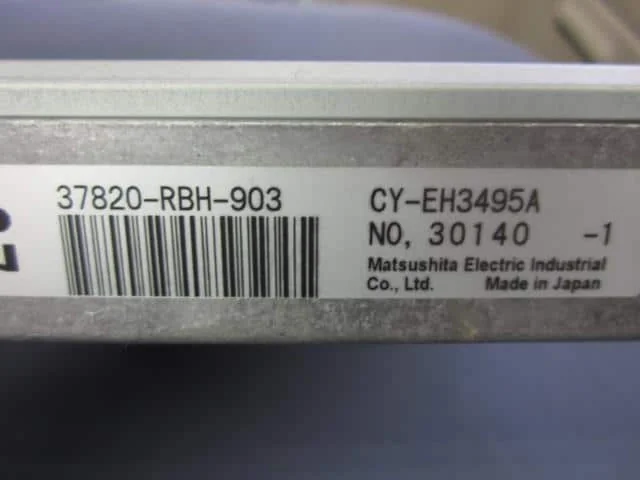 37820-RBH-903
CY-EH3495A
NO, 30140 -1
Matsushita Electric Industrial
Co., Ltd. Made in Japan